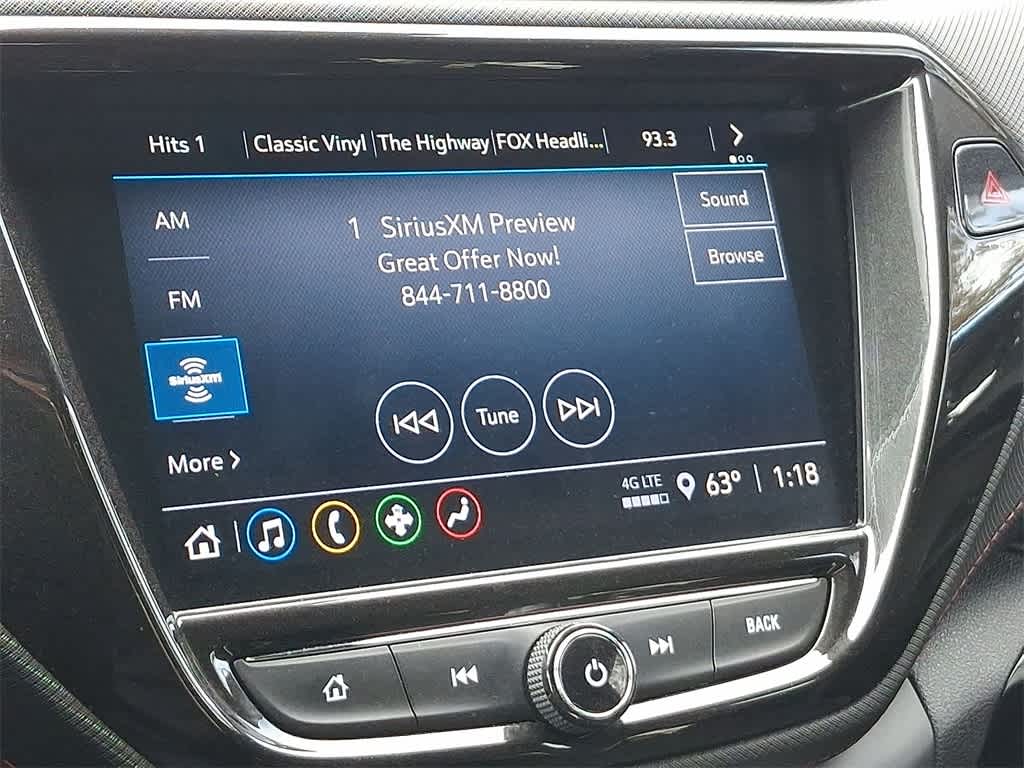 Hits 1 Classic Vinyl The Highway FOX Headli... 93.3
AM
1 SiriusXM Preview
Sound
Great Offer Now!
Browse
FM
844-711-8800
SiriusXM
Tune
More
4G LTE 63° 1:18
BACK